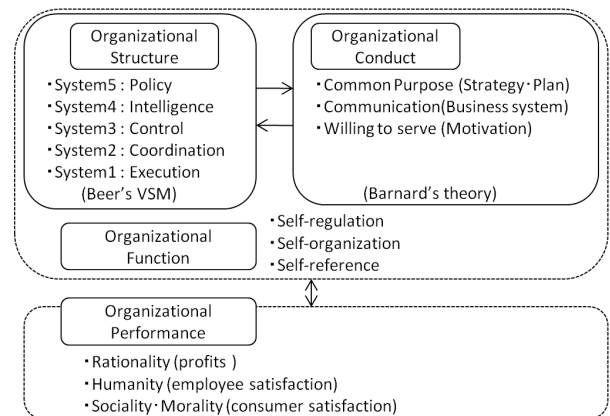 Organizational
Structure
・System5 : Policy
・System4 : Intelligence
・System3 : Control
・System2 : Coordination
・System1 : Execution
(Beer's VSM)
Organizational
Conduct
・Common Purpose (Strategy・Plan)
・Communication(Business system)
・Willing to serve (Motivation)
(Barnard's theory)
Organizational
Function
・Self-regulation
・Self-organization
・Self-reference
Organizational
Performance
・Rationality (profits )
・Humanity (employee satisfaction)
・Sociality・Morality (consumer satisfaction)